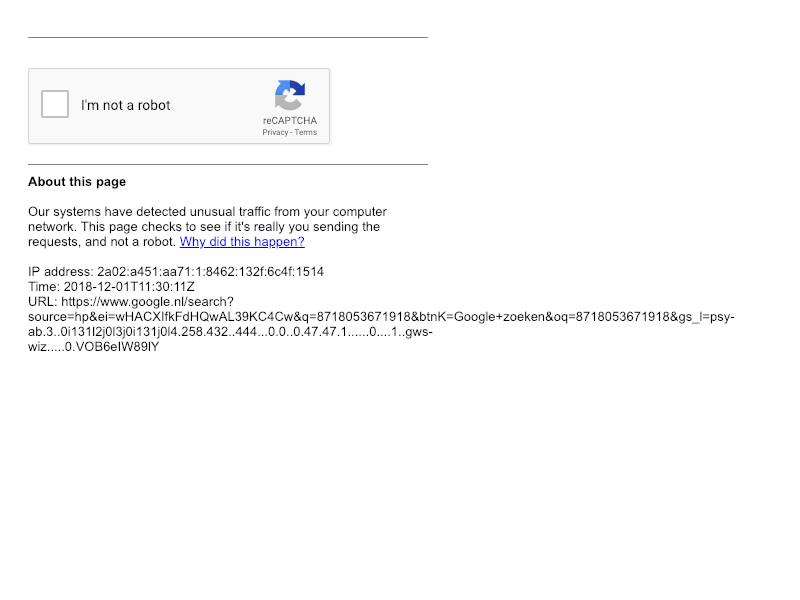 I'm not a robot
reCAPTCHA
Privacy - Terms
About this page
Our systems have detected unusual traffic from your computer
network. This page checks to see if it's really you sending the
requests, and not a robot. Why did this happen?
IP address: 2a02:a451:aa71:1:8462:132f:6c4f:1514
Time: 2018-12-01T11:30:11Z
URL: https://www.google.nl/search?
source=hp&ei=wHACXIfkFdHQwAL39KC4Cw&q=8718053671918&btnK=Google+zoeken&oq=8718053671918&gs_l=psy-
ab.3..0i131l2j0l3j0i131j0l4.258.432..444...0.0..0.47.47.1......0....1..gws-
wiz.....0.VOB6eIW89IY